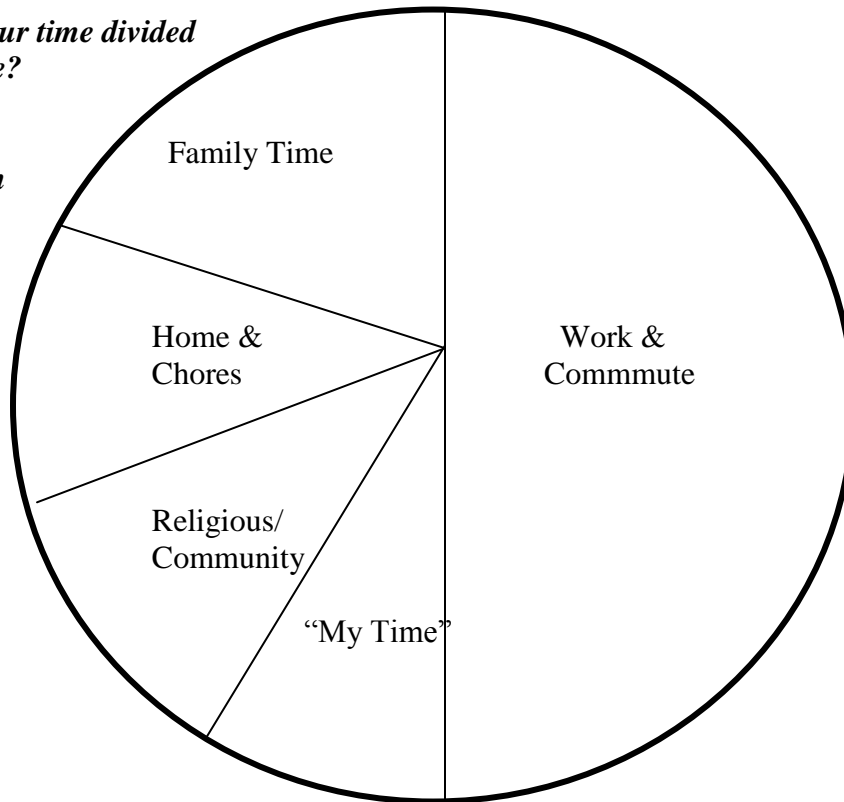 ur time divided
e?
Family Time
n
Home &
Chores
Work &
Commmute
Religious/
Community
“My Time”